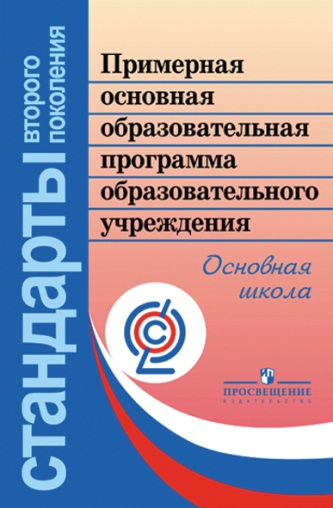 стандарты
второго
поколения
Примерная
основная
образовательная
программа
образовательного
учреждения
Основная
школа
С
ПРОСВЕЩЕНИЕ
ИЗДАТЕЛЬСТВО